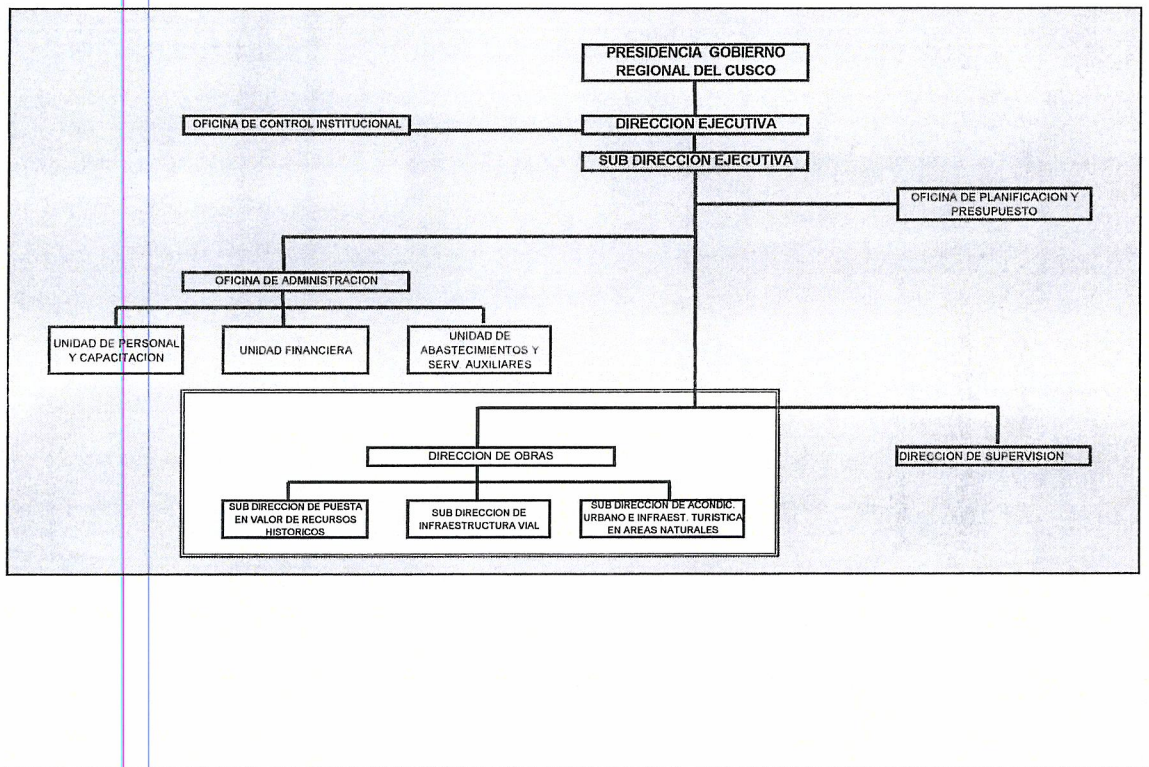 PRESIDENCIA GOBIERNO
REGIONAL DEL CUSCO
OFICINA DE CONTROL INSTITUCIONAL
DIRECCION EJECUTIVA
SUB DIRECCION EJECUTIVA
OFICINA DE PLANIFICACION Y
PRESUPUESTO
OFICINA DE ADMINISTRACION
UNIDAD DE PERSONAL
Y CAPACITACION
UNIDAD FINANCIERA
UNIDAD DE
ABASTECIMIENTOS Y
SERV. AUXILIARES
DIRECCION DE OBRAS
DIRECCION DE SUPERVISION
SUB DIRECCION DE PUESTA
EN VALOR DE RECURSOS
HISTORICOS
SUB DIRECCION DE
INFRAESTRUCTURA VIAL
SUB DIRECCION DE ACONDIC.
URBANO E INFRAEST. TURISTICA
EN AREAS NATURALES